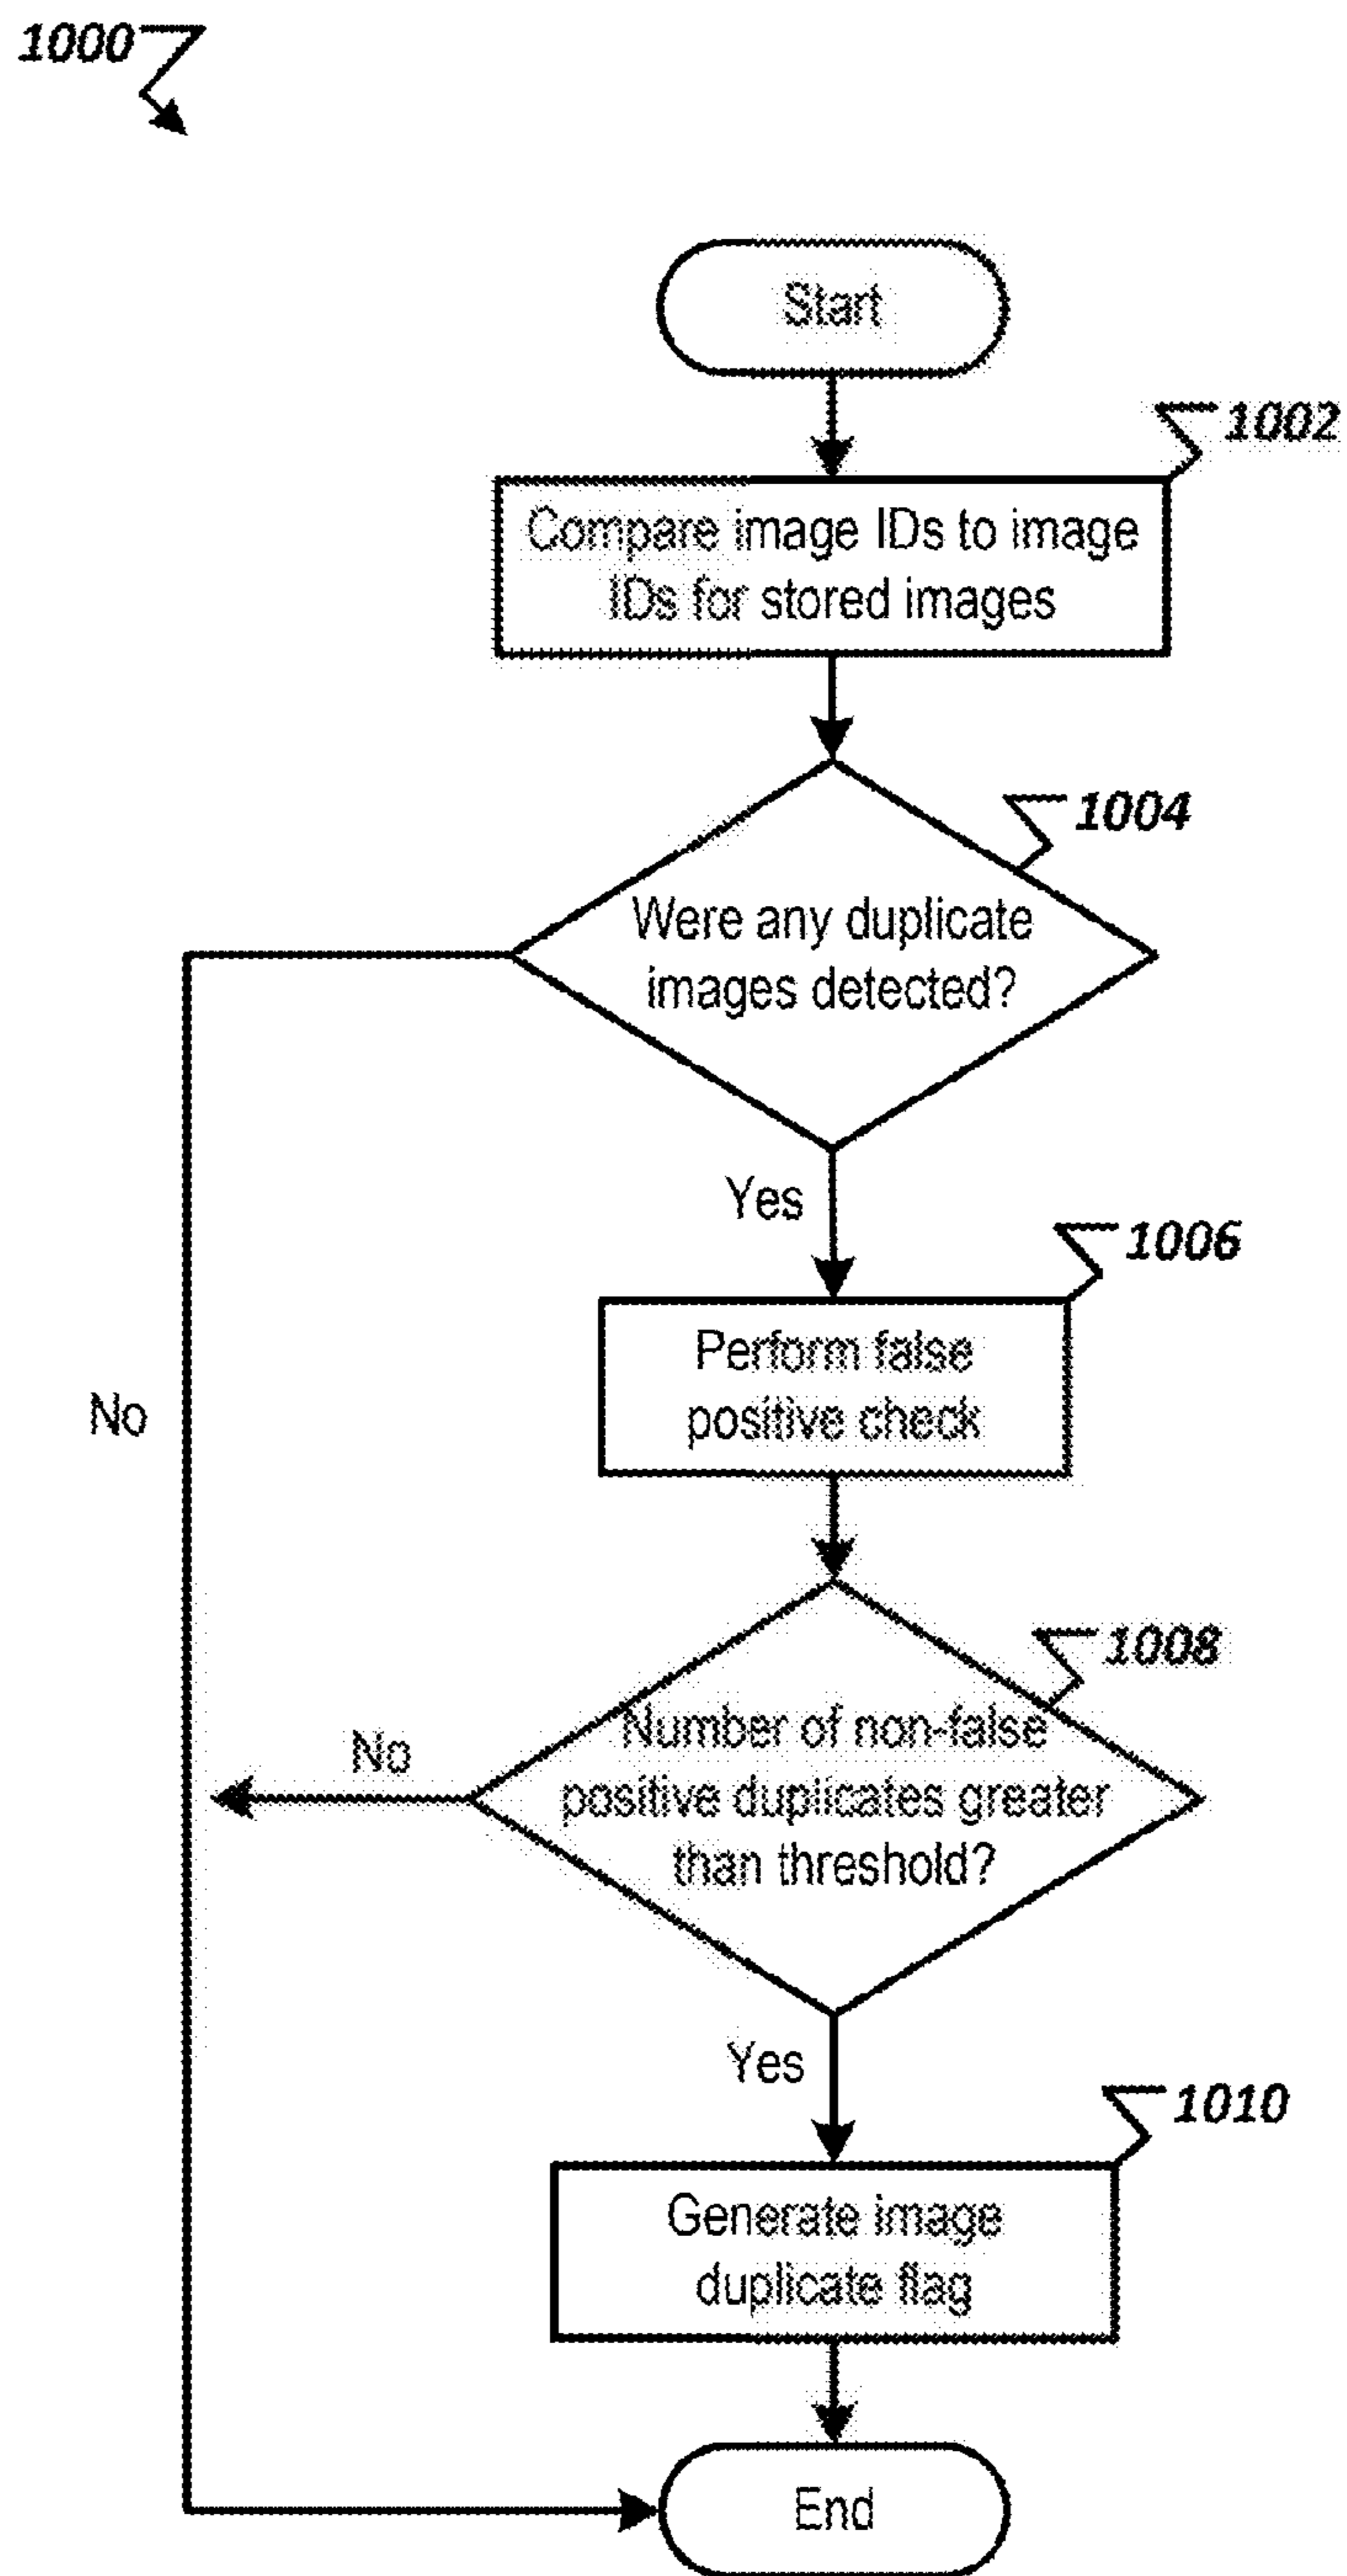 1000
Start
1002
Compare image IDs to image
IDs for stored images
1004
Were any duplicate
images detected?
Yes
1006
Perform false
positive check
No
1008
Number of non-false
positive duplicates greater
than threshold?
No
Yes
1010
Generate image
duplicate flag
End